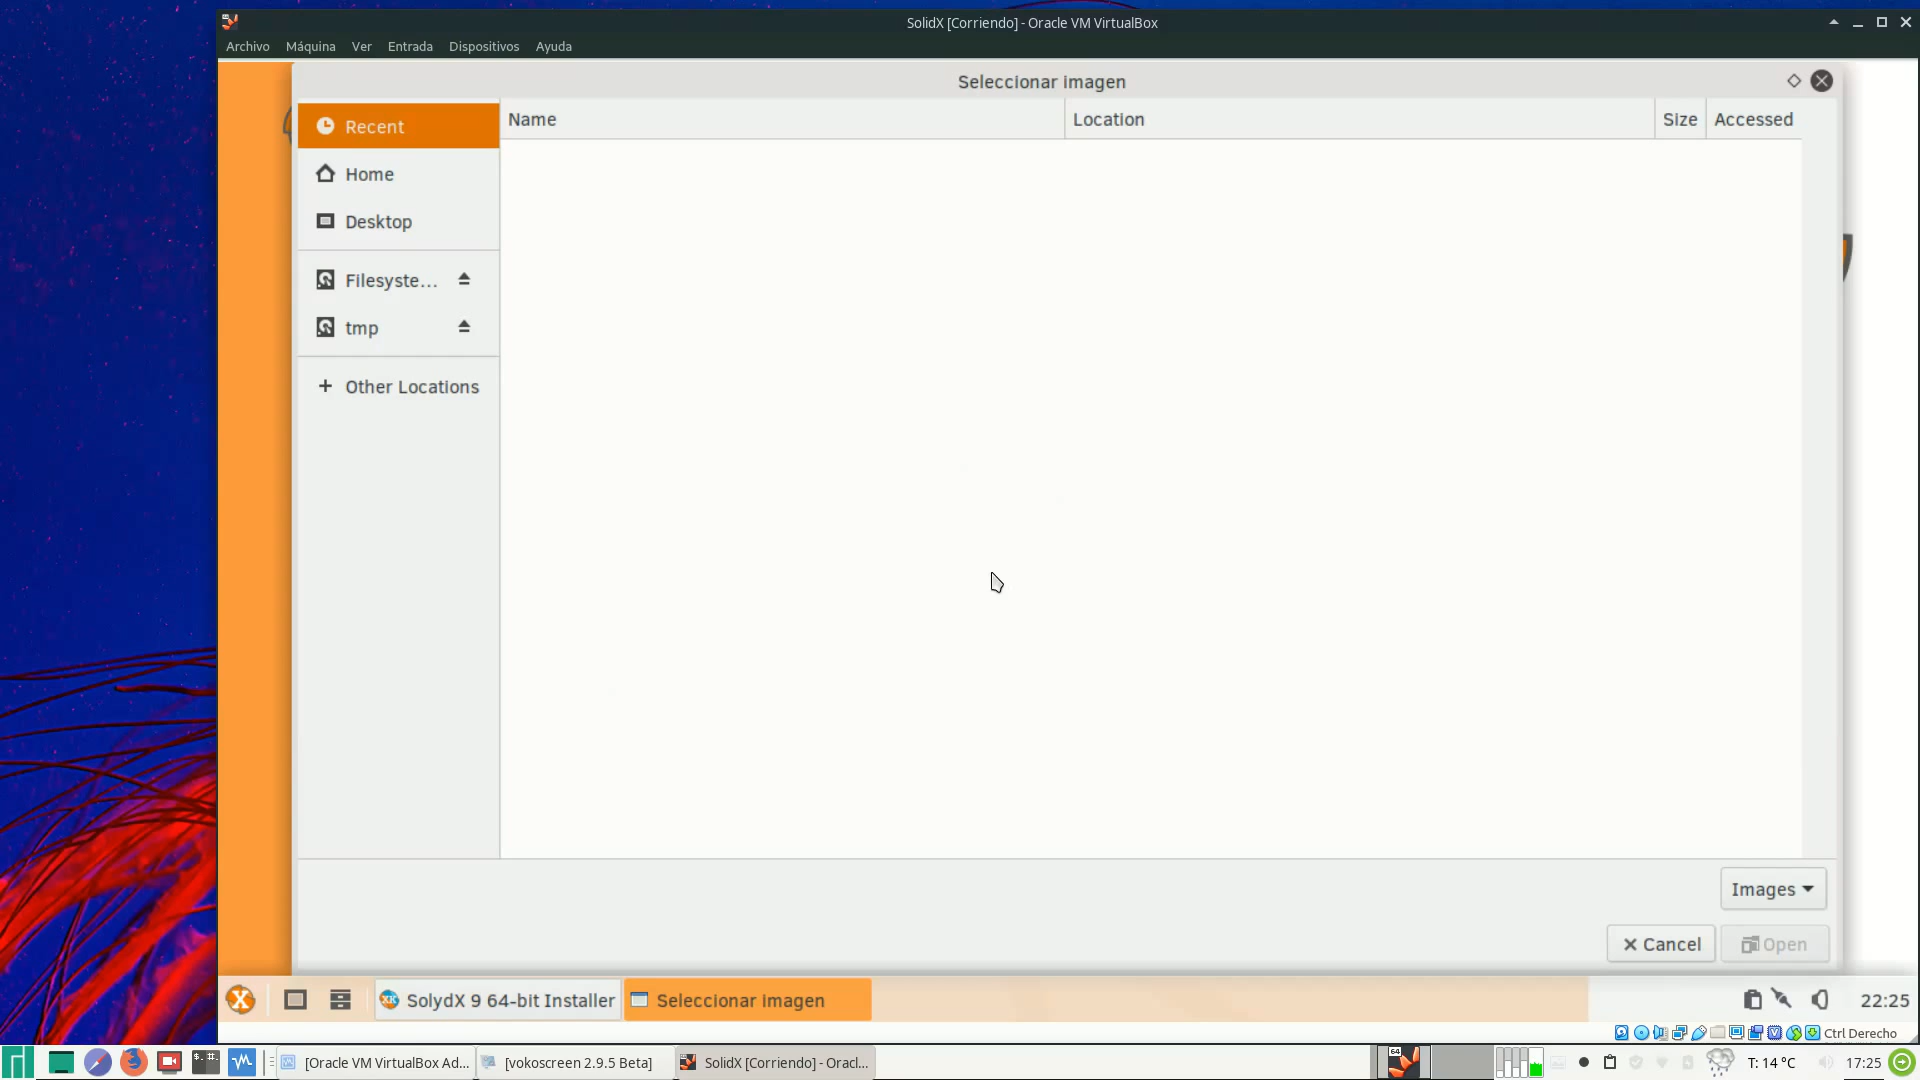 SolidX [Corriendo] - Oracle VM VirtualBox
Archivo Máquina Ver Entrada Dispositivos Ayuda
Seleccionar imagen
Recent
Name Location Size Accessed
Home
Desktop
Filesyste...
tmp
Other Locations
Images
Cancel Open
SolydX 9 64-bit Installer Seleccionar imagen 22:25
Ctrl Derecho
[Oracle VM VirtualBox Ad... [vokoscreen 2.9.5 Beta] SolidX [Corriendo] - Oracl... 64 T: 14 °C 17:25